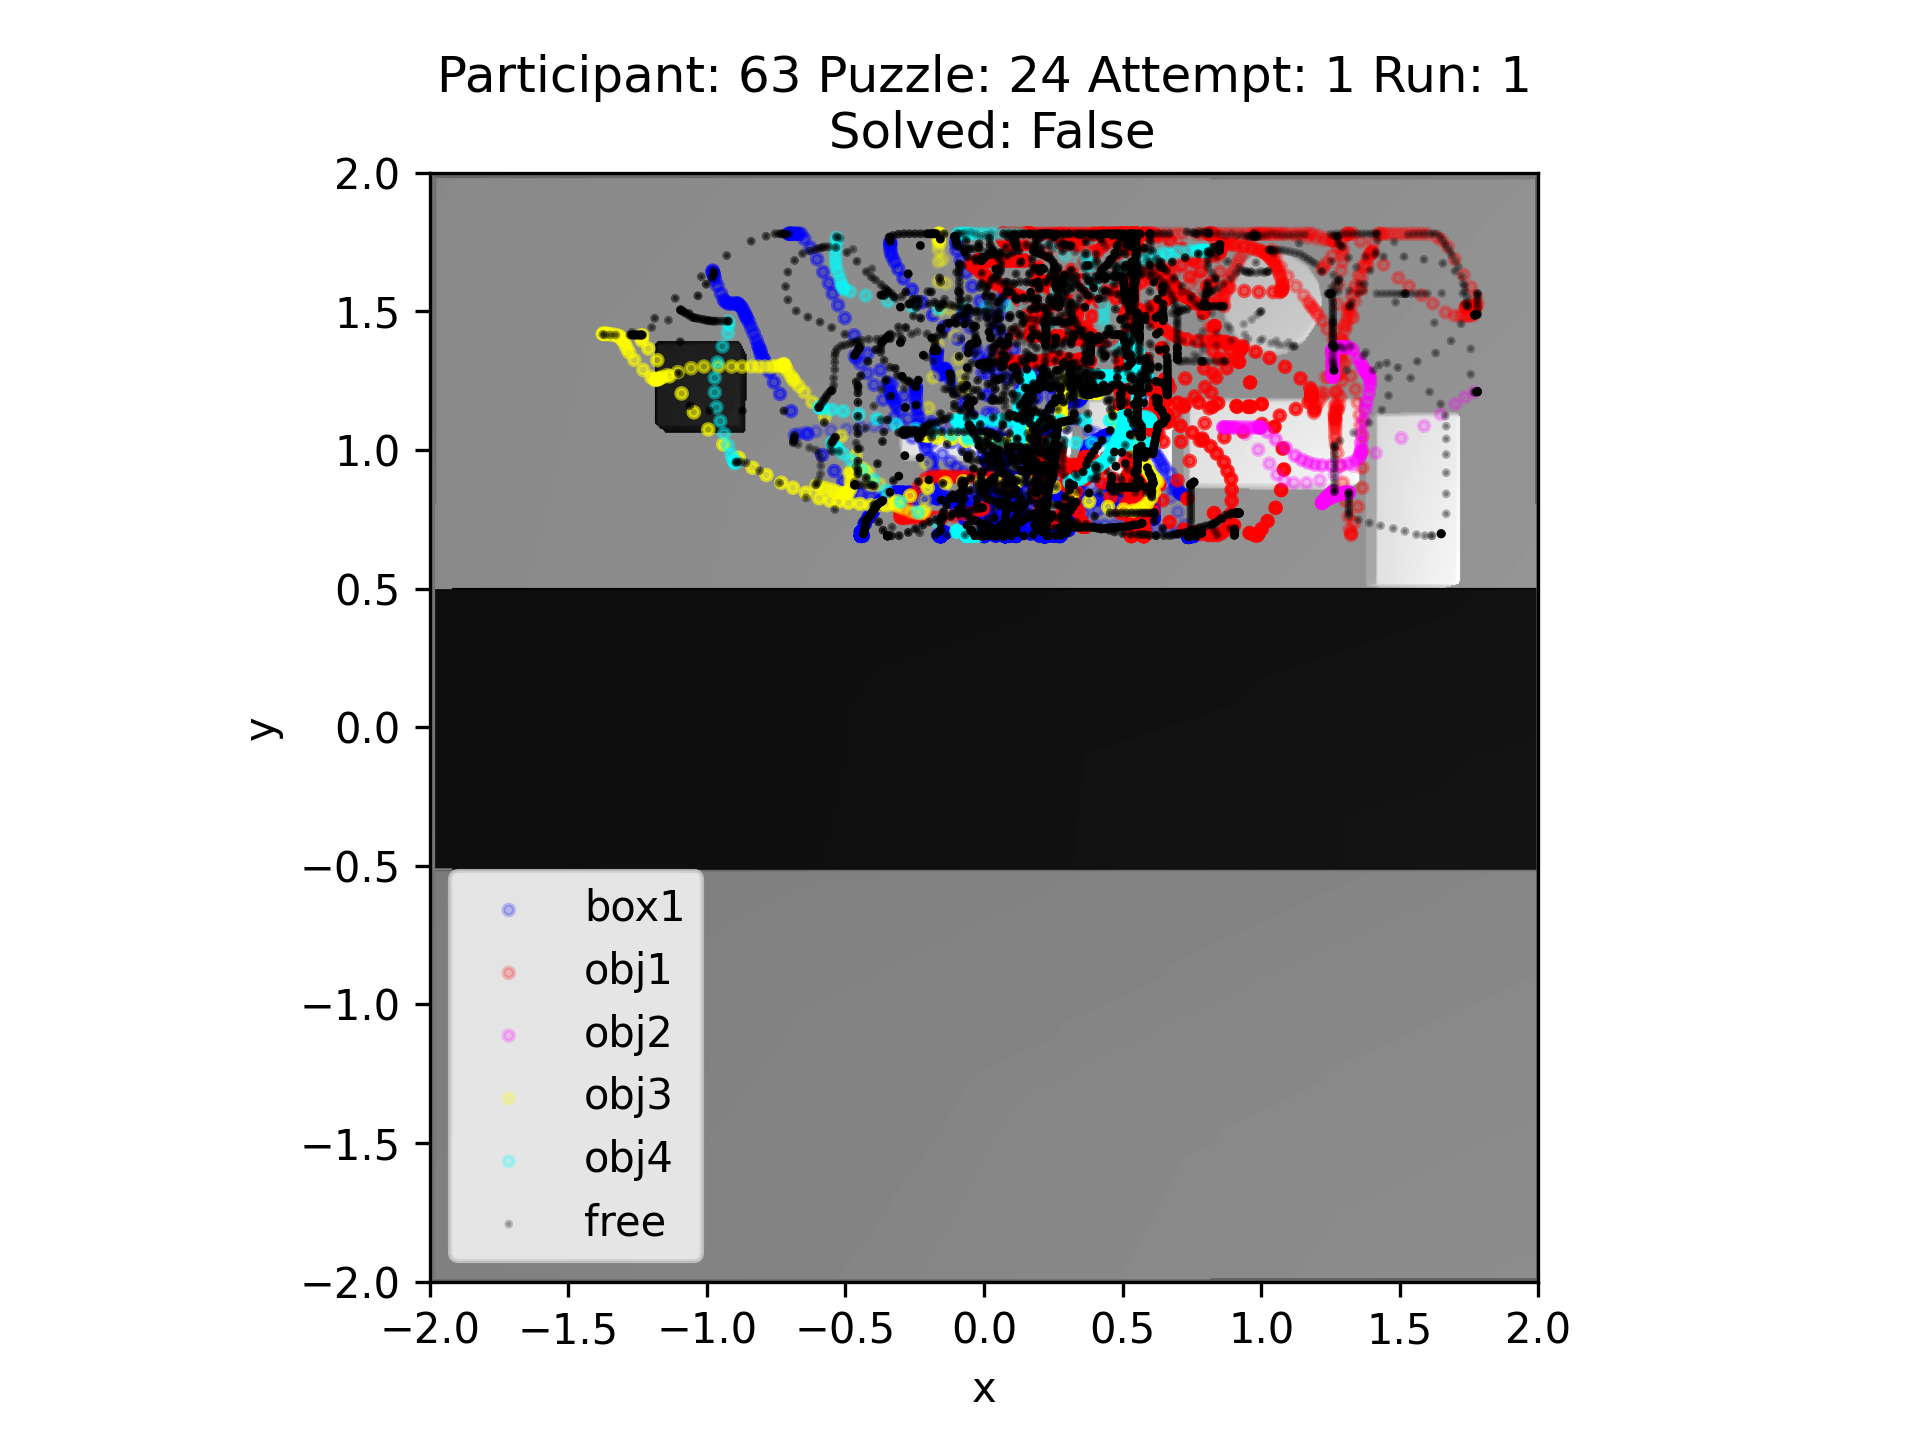 Participant: 63 Puzzle: 24 Attempt: 1 Run: 1
Solved: False
2.0
1.5
1.0
0.5
0.0
−0.5
−1.0
−1.5
−2.0
y
box1
obj1
obj2
obj3
obj4
free
−2.0 −1.5 −1.0 −0.5 0.0 0.5 1.0 1.5 2.0
x